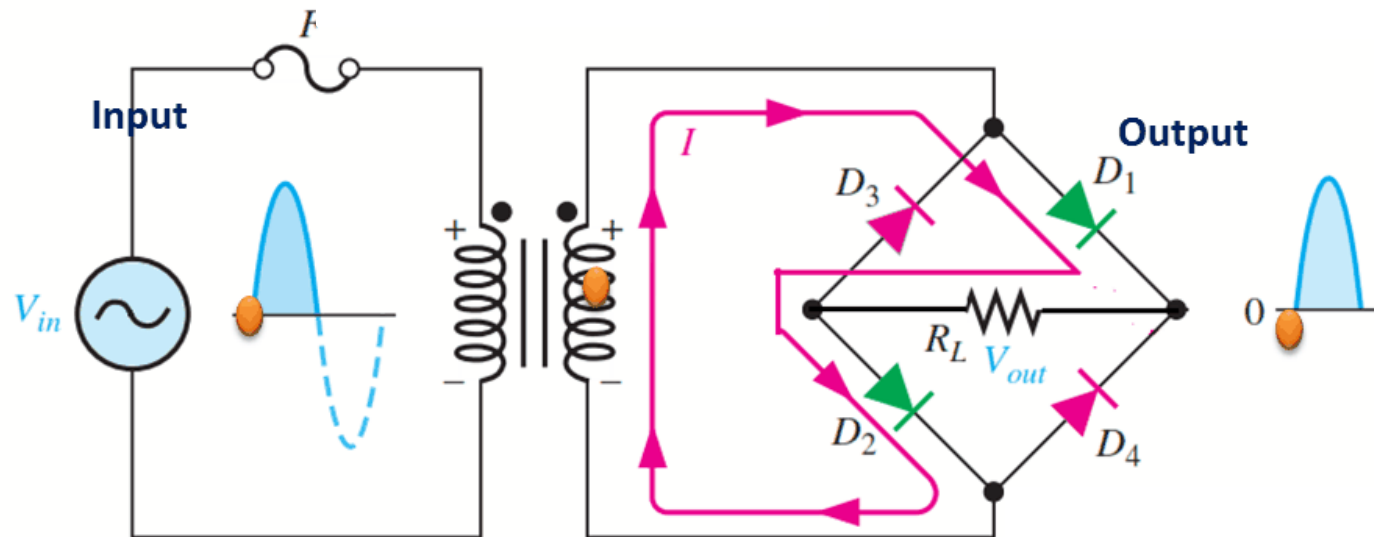 Input
I
D3
D1
Output
+
+
Vin
0
RL
Vout
−
−
D2
D4